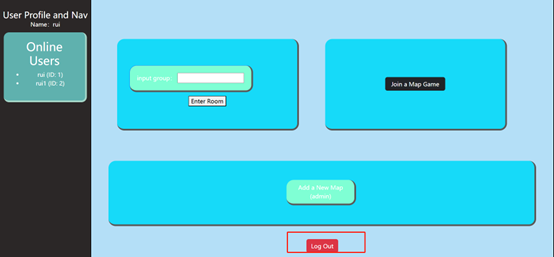 User Profile and Nav
Name: rui
Online
Users
rui (ID: 1)
rui1 (ID: 2)
Input group:
Enter Room
Join a Map Game
Add a New Map
(admin)
Log Out